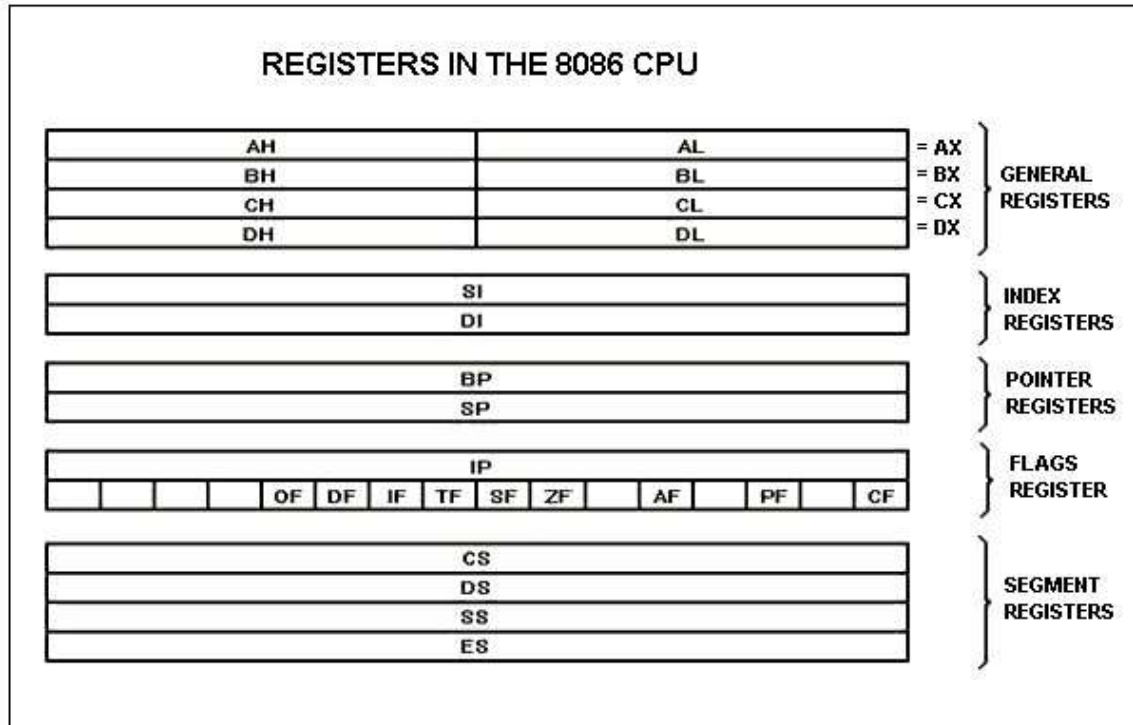 REGISTERS IN THE 8086 CPU
AH AL = AX
BH BL = BX
CH CL = CX
DH DL = DX
GENERAL
REGISTERS
SI
DI
INDEX
REGISTERS
BP
SP
POINTER
REGISTERS
IP
OF DF IF TF SF ZF AF PF CF
FLAGS
REGISTER
CS
DS
SS
ES
SEGMENT
REGISTERS